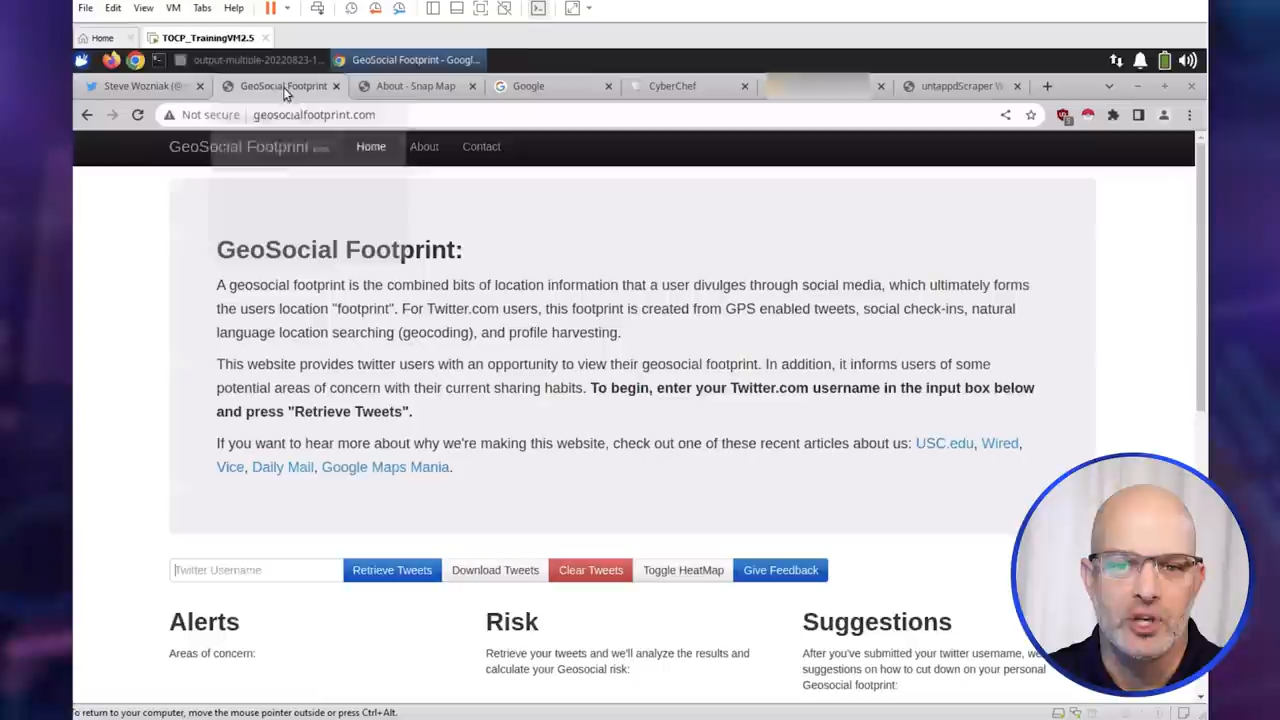 File Edit View VM Tabs Help
Home TOCP_TrainingVM2.5
output-multiple-20220823-1... GeoSocial Footprint - Googl...
Steve Wozniak (@ GeoSocial Footprint About - Snap Map Google CyberChef untappdScraper W
Not secure geosocialfootprint.com
GeoSocial Footprint Home About Contact
GeoSocial Footprint:
A geosocial footprint is the combined bits of location information that a user divulges through social media, which ultimately forms
the users location "footprint". For Twitter.com users, this footprint is created from GPS enabled tweets, social check-ins, natural
language location searching (geocoding), and profile harvesting.
This website provides twitter users with an opportunity to view their geosocial footprint. In addition, it informs users of some
potential areas of concern with their current sharing habits. To begin, enter your Twitter.com username in the input box below
and press "Retrieve Tweets".
If you want to hear more about why we're making this website, check out one of these recent articles about us: USC.edu, Wired,
Vice, Daily Mail, Google Maps Mania.
Twitter Username Retrieve Tweets Download Tweets Clear Tweets Toggle HeatMap Give Feedback
Alerts Risk Suggestions
Areas of concern: Retrieve your tweets and we'll analyze the results and After you've submitted your twitter username, we
calculate your Geosocial risk: suggestions on how to cut down on your personal
Geosocial footprint:
To return to your computer, move the mouse pointer outside or press Ctrl+Alt.